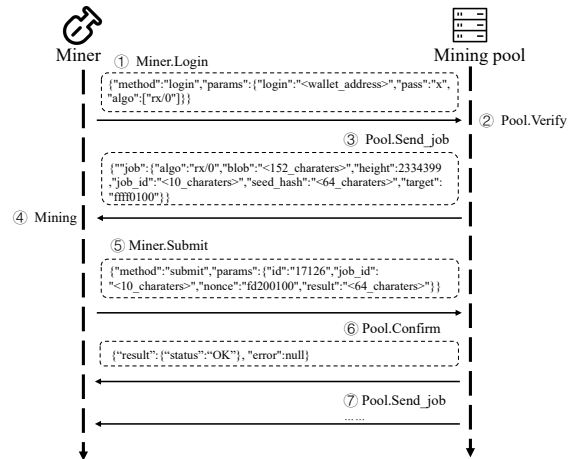 Miner
Mining pool
① Miner.Login
{"method":"login","params":{"login":"<wallet_address>","pass":"x",
"algo":["rx/0"]}}
② Pool.Verify
③ Pool.Send_job
{""job":{"algo":"rx/0","blob":"<152_charaters>","height":2334399
,"job_id":"<10_charaters>","seed_hash":"<64_charaters>","target":
"ffff0100"}}
④ Mining
⑤ Miner.Submit
{"method":"submit","params":{"id":"17126","job_id":
"<10_charaters>","nonce":"fd200100","result":"<64_charaters>"}}
⑥ Pool.Confirm
{“result”:{“status”:“OK”}, "error":null}
⑦ Pool.Send_job
……